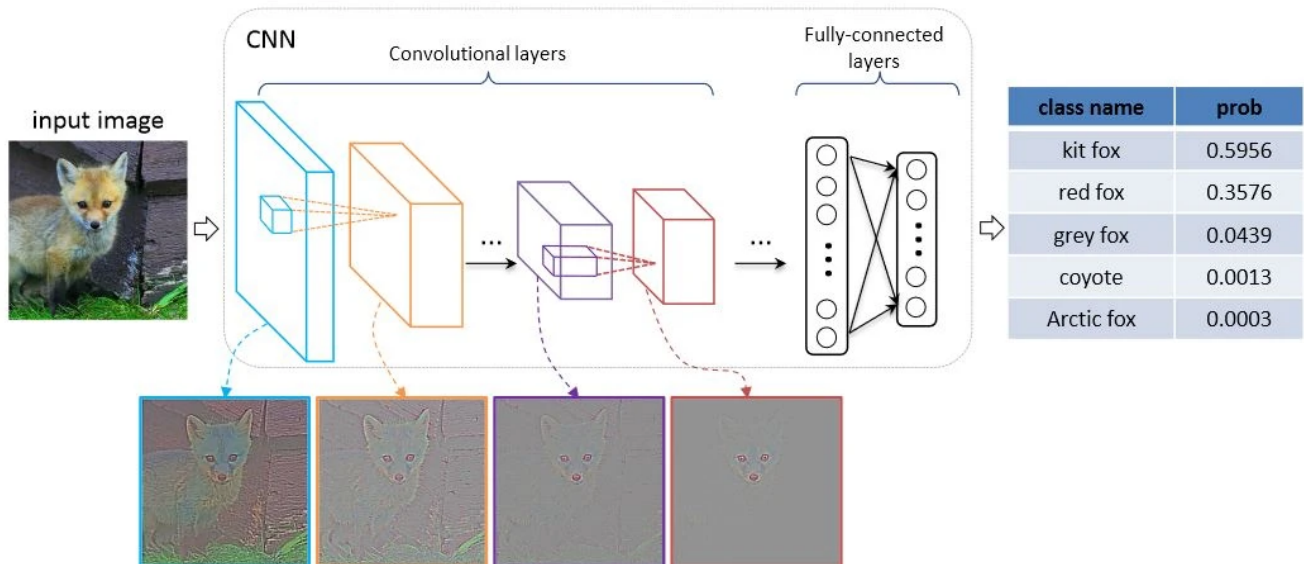 CNN
Convolutional layers
Fully-connected
layers
input image
...
...
class name prob
kit fox 0.5956
red fox 0.3576
grey fox 0.0439
coyote 0.0013
Arctic fox 0.0003